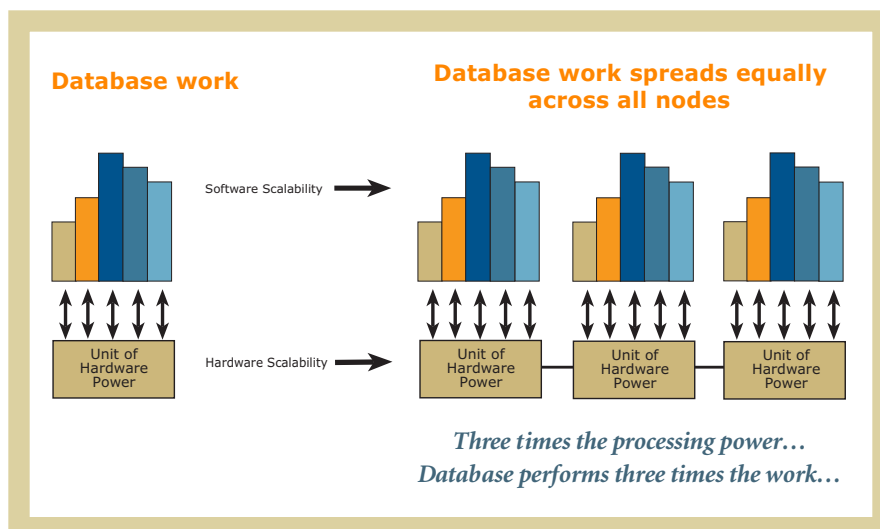 Database work
Database work spreads equally
across all nodes
Software Scalability
Hardware Scalability
Unit of
Hardware
Power
Unit of
Hardware
Power
Unit of
Hardware
Power
Unit of
Hardware
Power
Three times the processing power…
Database performs three times the work…